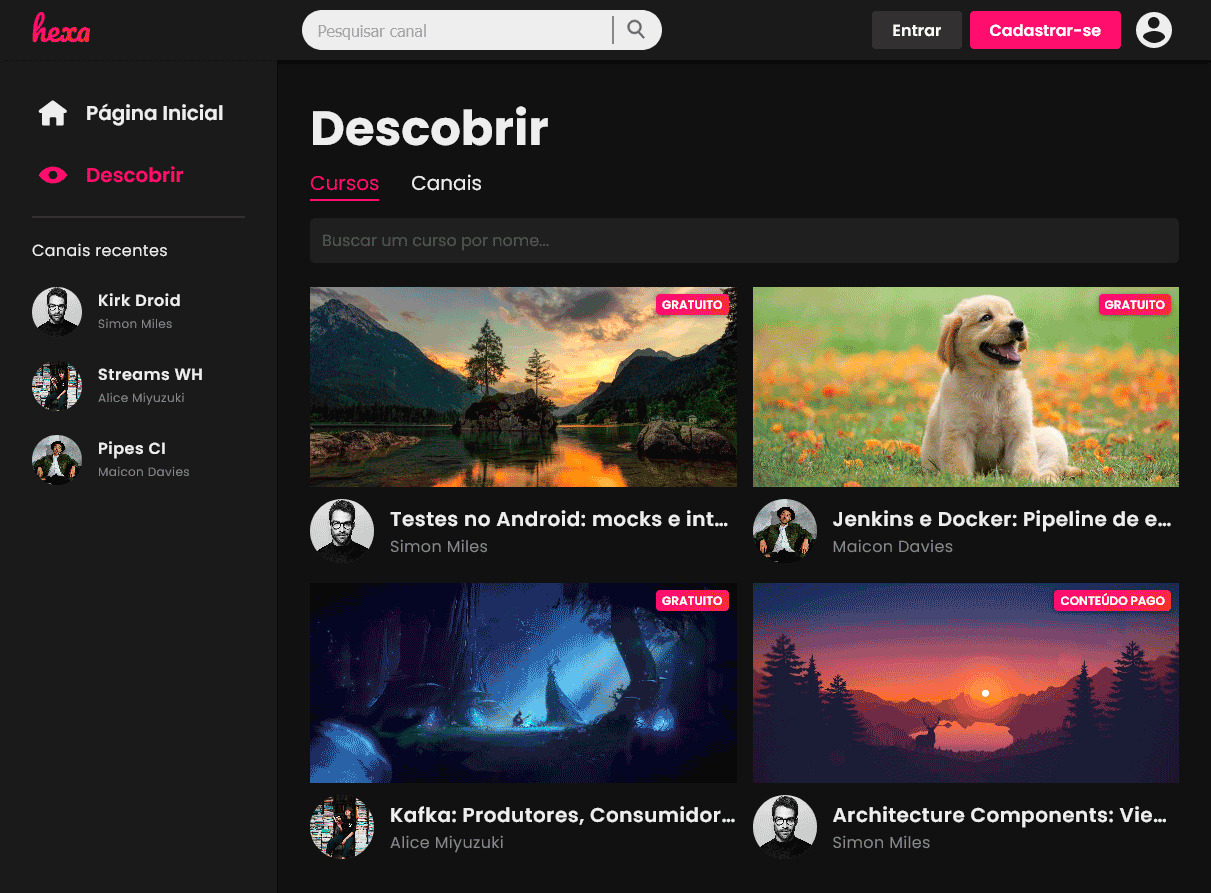 hexa
Pesquisar canal
Entrar
Cadastrar-se
Página Inicial
Descobrir
Canais recentes
Kirk Droid
Simon Miles
Streams WH
Alice Miyuzuki
Pipes CI
Maicon Davies
Descobrir
Cursos
Canais
Buscar um curso por nome...
GRATUITO
GRATUITO
Testes no Android: mocks e int...
Simon Miles
Jenkins e Docker: Pipeline de e...
Maicon Davies
GRATUITO
CONTEÚDO PAGO
Kafka: Produtores, Consumidor...
Alice Miyuzuki
Architecture Components: Vie...
Simon Miles